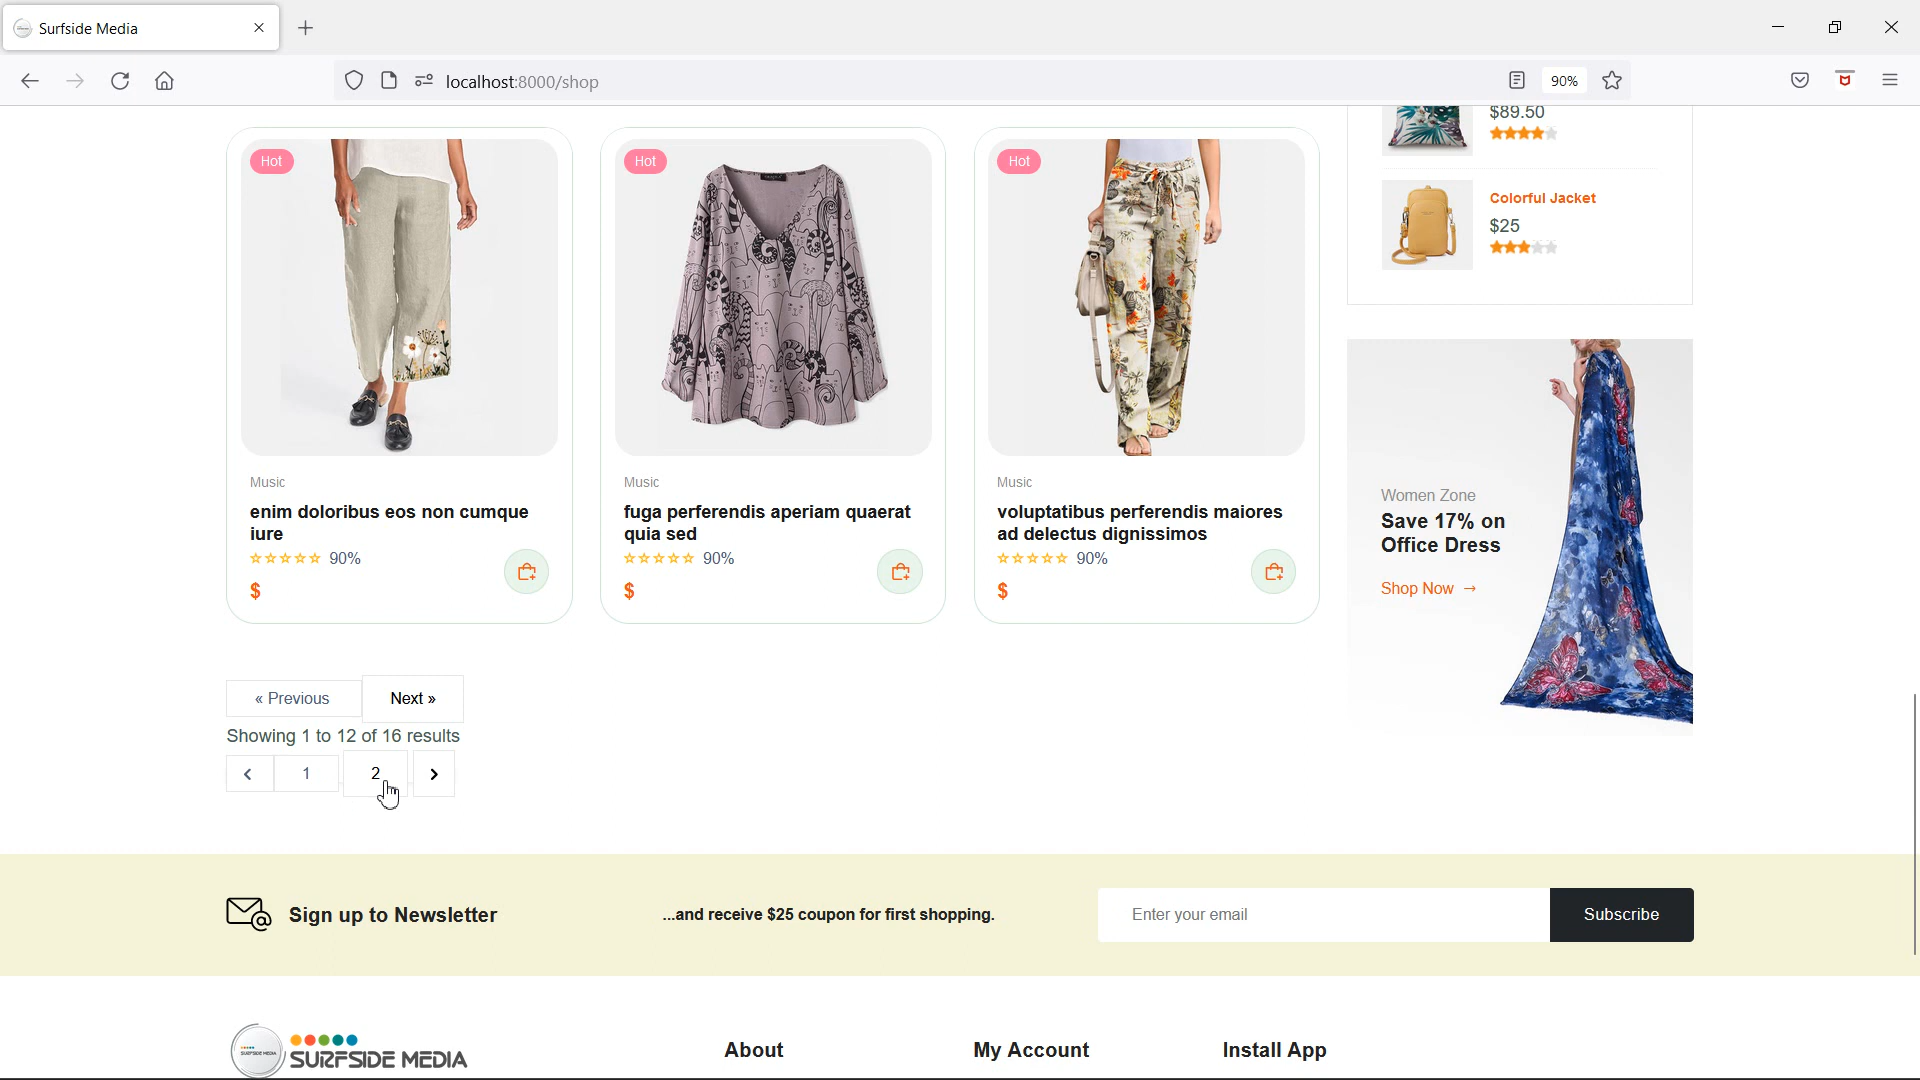 Surfside Media
localhost:8000/shop
90%
$89.50
Hot
Hot
Hot
Colorful Jacket
$25
Music
enim doloribus eos non cumque
iure
90%
$
Music
fuga perferendis aperiam quaerat
quia sed
90%
$
Music
voluptatibus perferendis maiores
ad delectus dignissimos
90%
$
Women Zone
Save 17% on
Office Dress
Shop Now →
« Previous
Next »
Showing 1 to 12 of 16 results
1
2
Sign up to Newsletter
...and receive $25 coupon for first shopping.
Enter your email
Subscribe
SURFSIDE MEDIA
SURFSIDE MEDIA
About
My Account
Install App